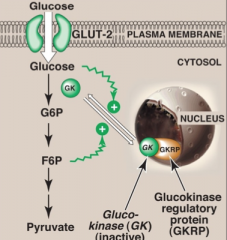 Glucose
GLUT-2
PLASMA MEMBRANE
Glucose
CYTOSOL
GK
+
G6P
NUCLEUS
+
GK
GKRP
F6P
Glucokinase
regulatory
protein
(GKRP)
Gluco-
kinase (GK)
(inactive)
Pyruvate